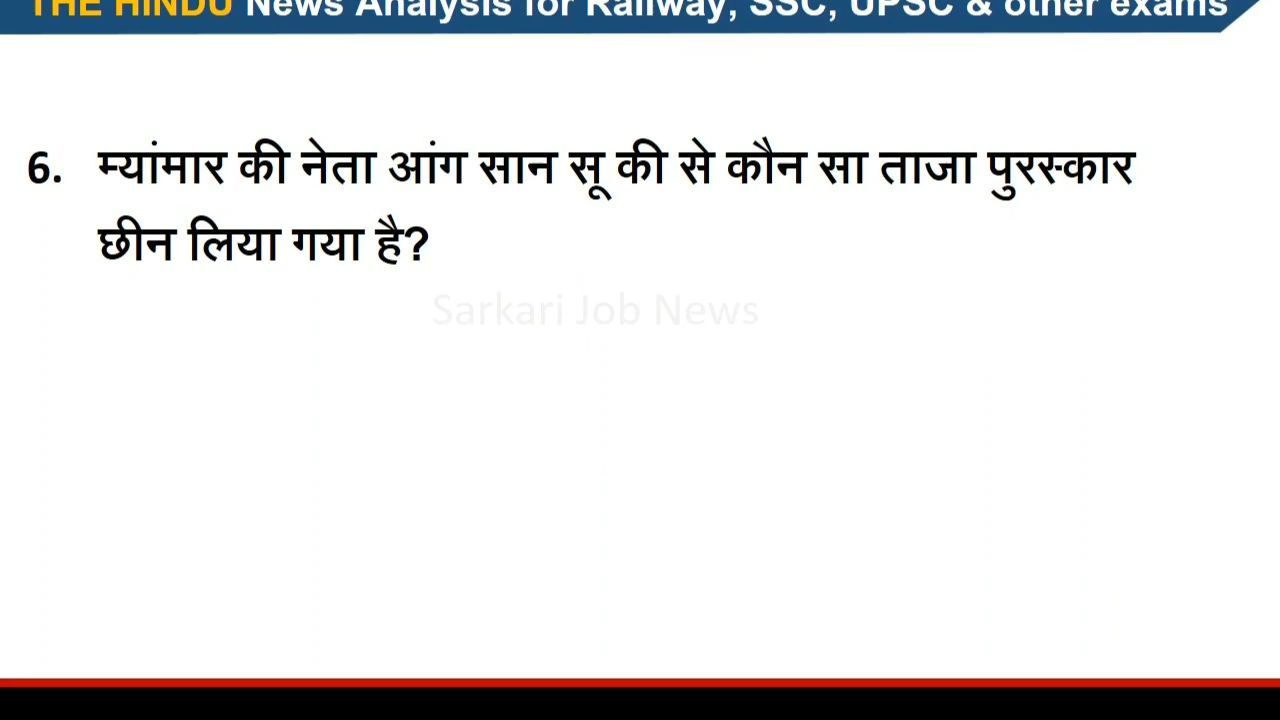 THE HINDU News Analysis for Railway, SSC, UPSC & other exams
6. म्यांमार की नेता आंग सान सू की से कौन सा ताजा पुरस्कार
छीन लिया गया है?
Sarkari Job News